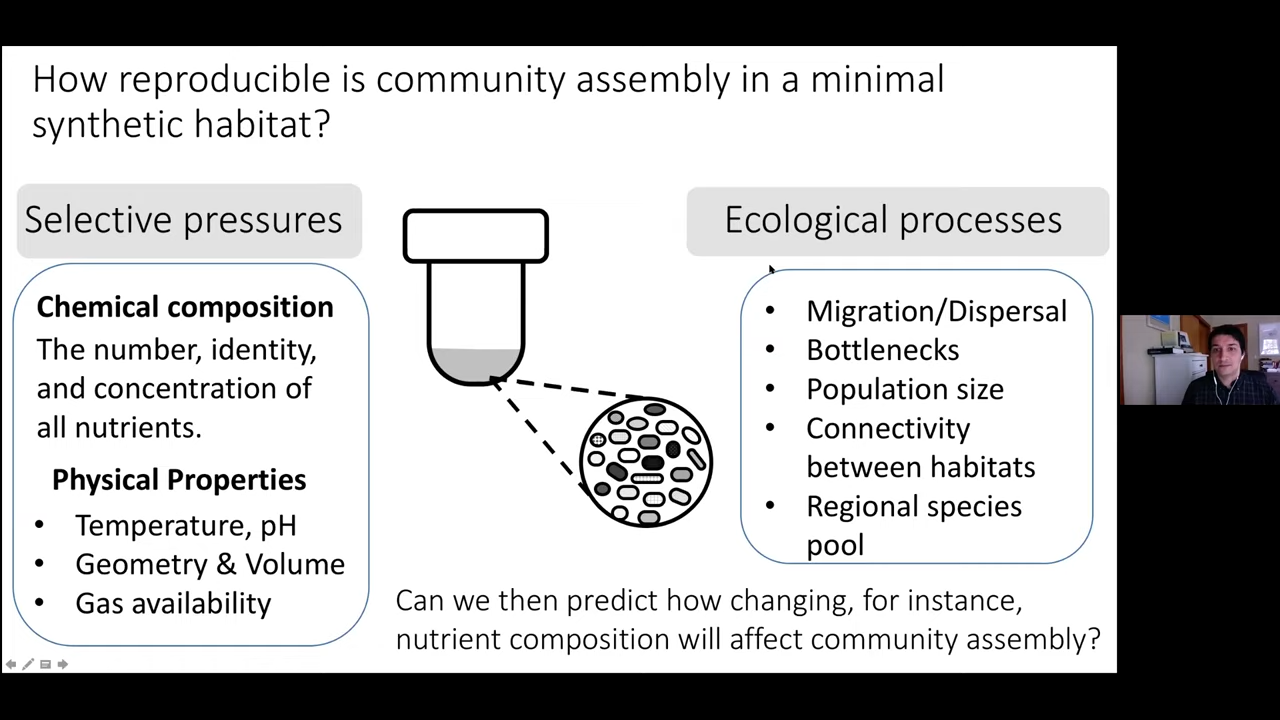 How reproducible is community assembly in a minimal
synthetic habitat?
Selective pressures
Chemical composition
The number, identity,
and concentration of
all nutrients.
Physical Properties
• Temperature, pH
• Geometry & Volume
• Gas availability
Ecological processes
• Migration/Dispersal
• Bottlenecks
• Population size
• Connectivity
between habitats
• Regional species
pool
Can we then predict how changing, for instance,
nutrient composition will affect community assembly?